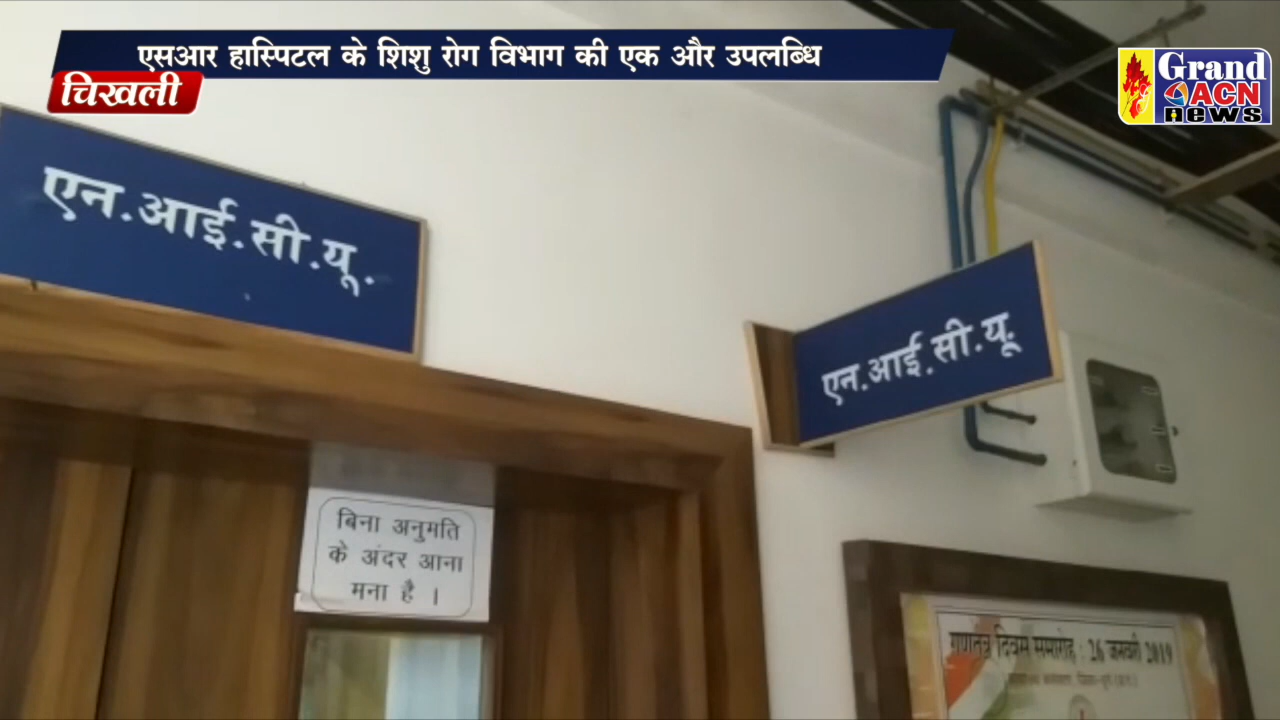 एसआर हास्पिटल के शिशु रोग विभाग की एक और उपलब्धि
चिखली
Grand
ACN
news
एन.आई.सी.यू.
एन.आई.सी.यू.
बिना अनुमति
के अंदर आना
मना है ।
गणतंत्र दिवस समारोह : 26 जनवरी 2019